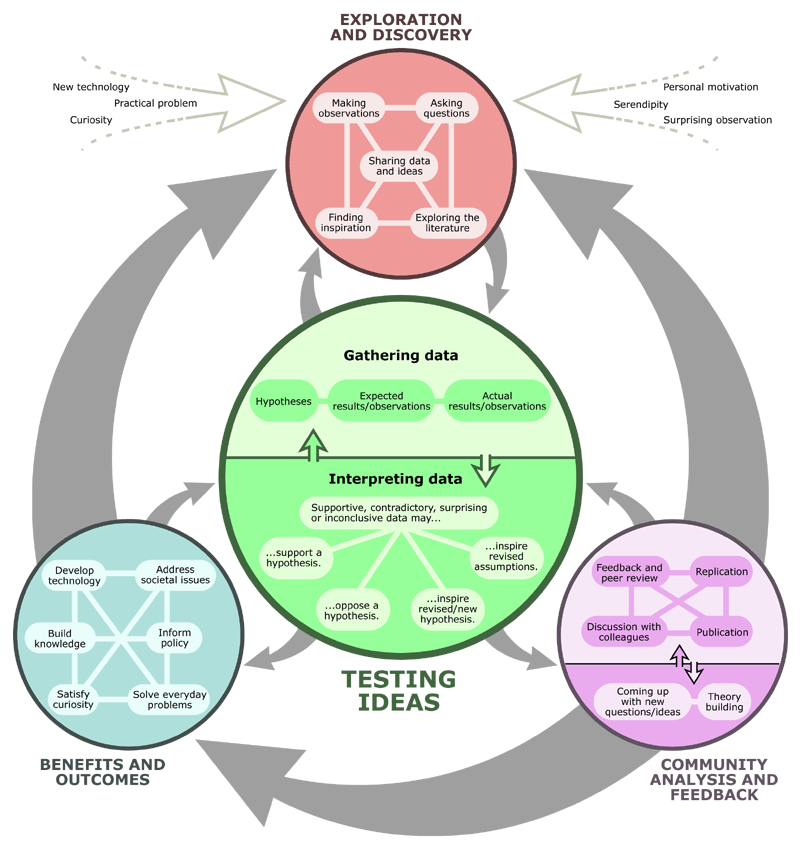 EXPLORATION
AND DISCOVERY
New technology
Practical problem
Curiosity
Personal motivation
Serendipity
Surprising observation
Making
observations
Asking
questions
Sharing data
and ideas
Finding
inspiration
Exploring the
literature
Gathering data
Hypotheses
Expected
results/observations
Actual
results/observations
Interpreting data
Supportive, contradictory, surprising
or inconclusive data may...
...support a
hypothesis.
...inspire
revised
assumptions.
...oppose a
hypothesis.
...inspire
revised/new
hypothesis.
TESTING
IDEAS
Develop
technology
Address
societal issues
Build
knowledge
Inform
policy
Satisfy
curiosity
Solve everyday
problems
BENEFITS AND
OUTCOMES
Feedback and
peer review
Replication
Discussion with
colleagues
Publication
Coming up
with new
questions/ideas
Theory
building
COMMUNITY
ANALYSIS AND
FEEDBACK